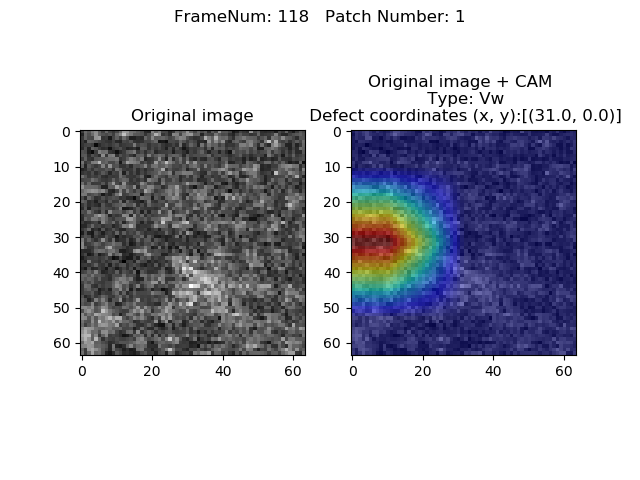 FrameNum: 118   Patch Number: 1
Original image
0
10
20
30
40
50
60
0 20 40 60
Original image + CAM
Type: Vw
Defect coordinates (x, y):[(31.0, 0.0)]
0
10
20
30
40
50
60
0 20 40 60